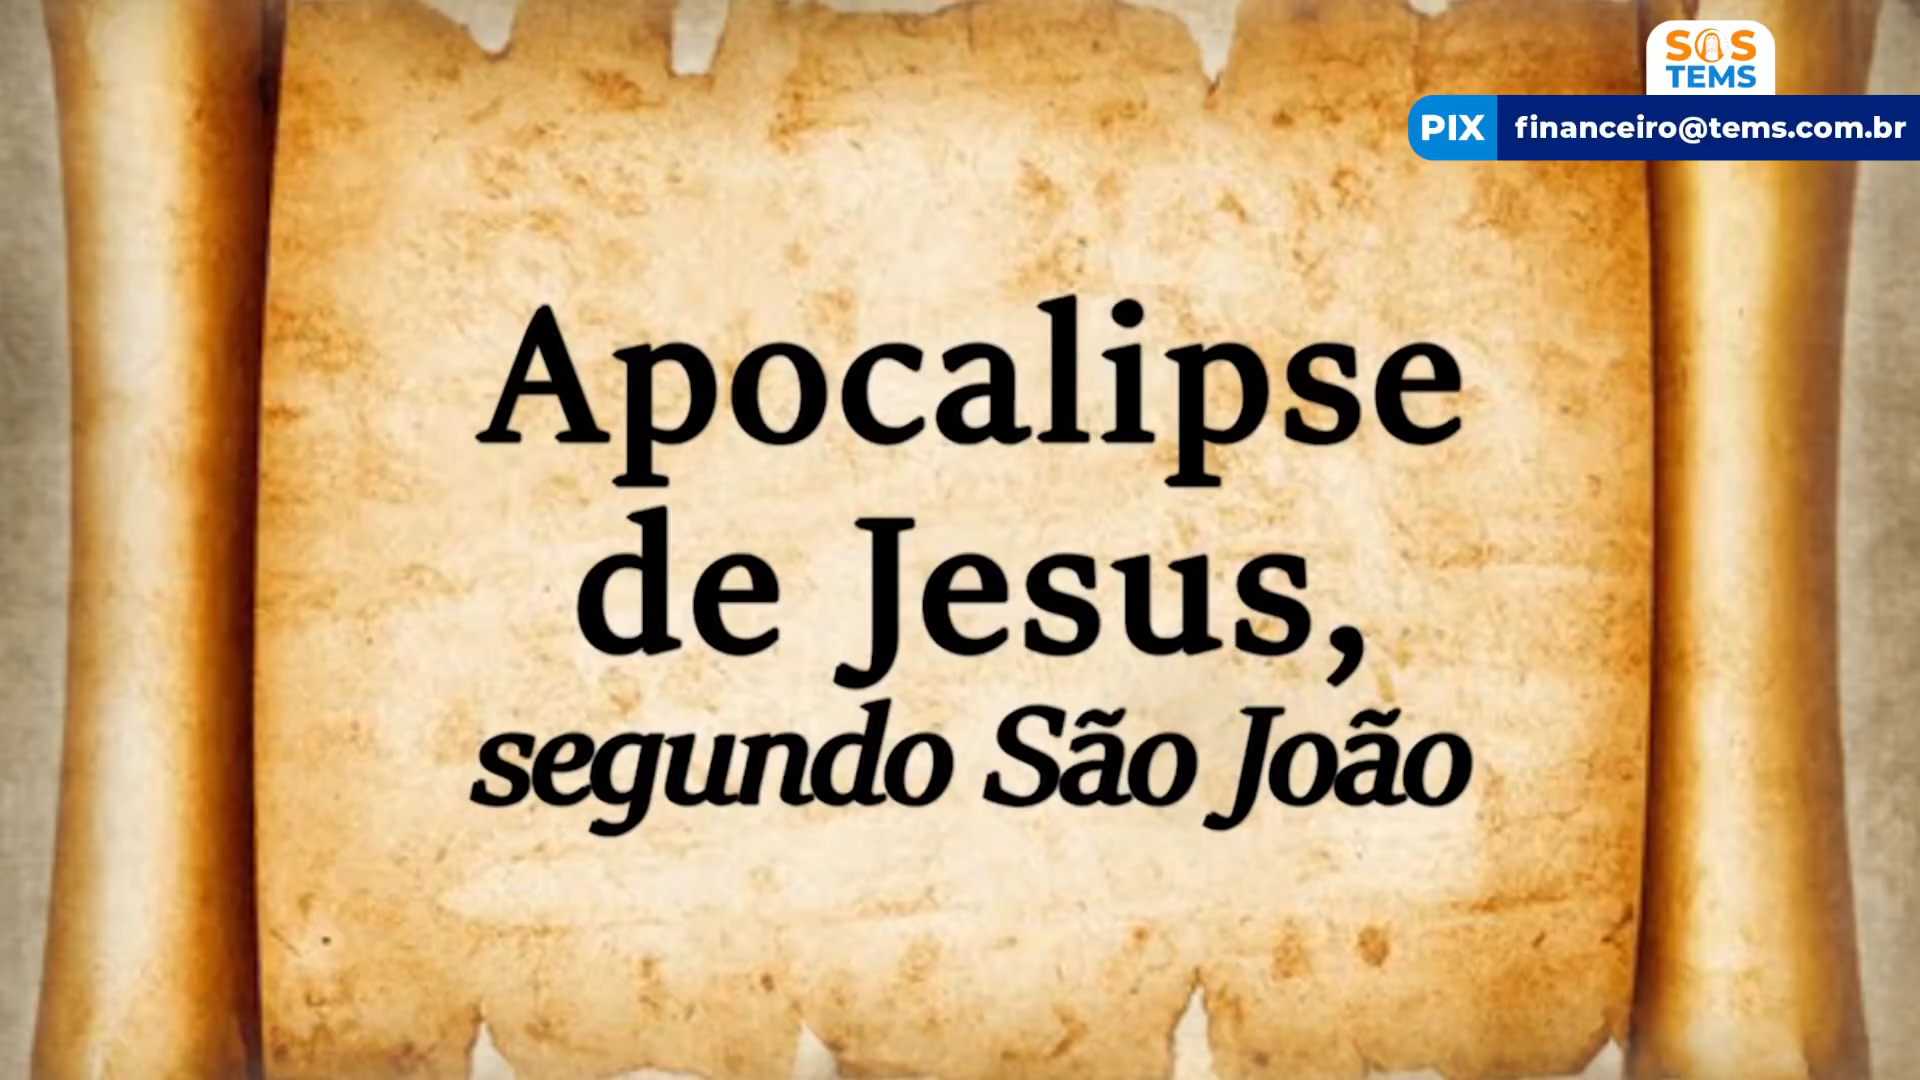 SOS
TEMS
PIX financeiro@tems.com.br
Apocalipse
de Jesus,
segundo São João